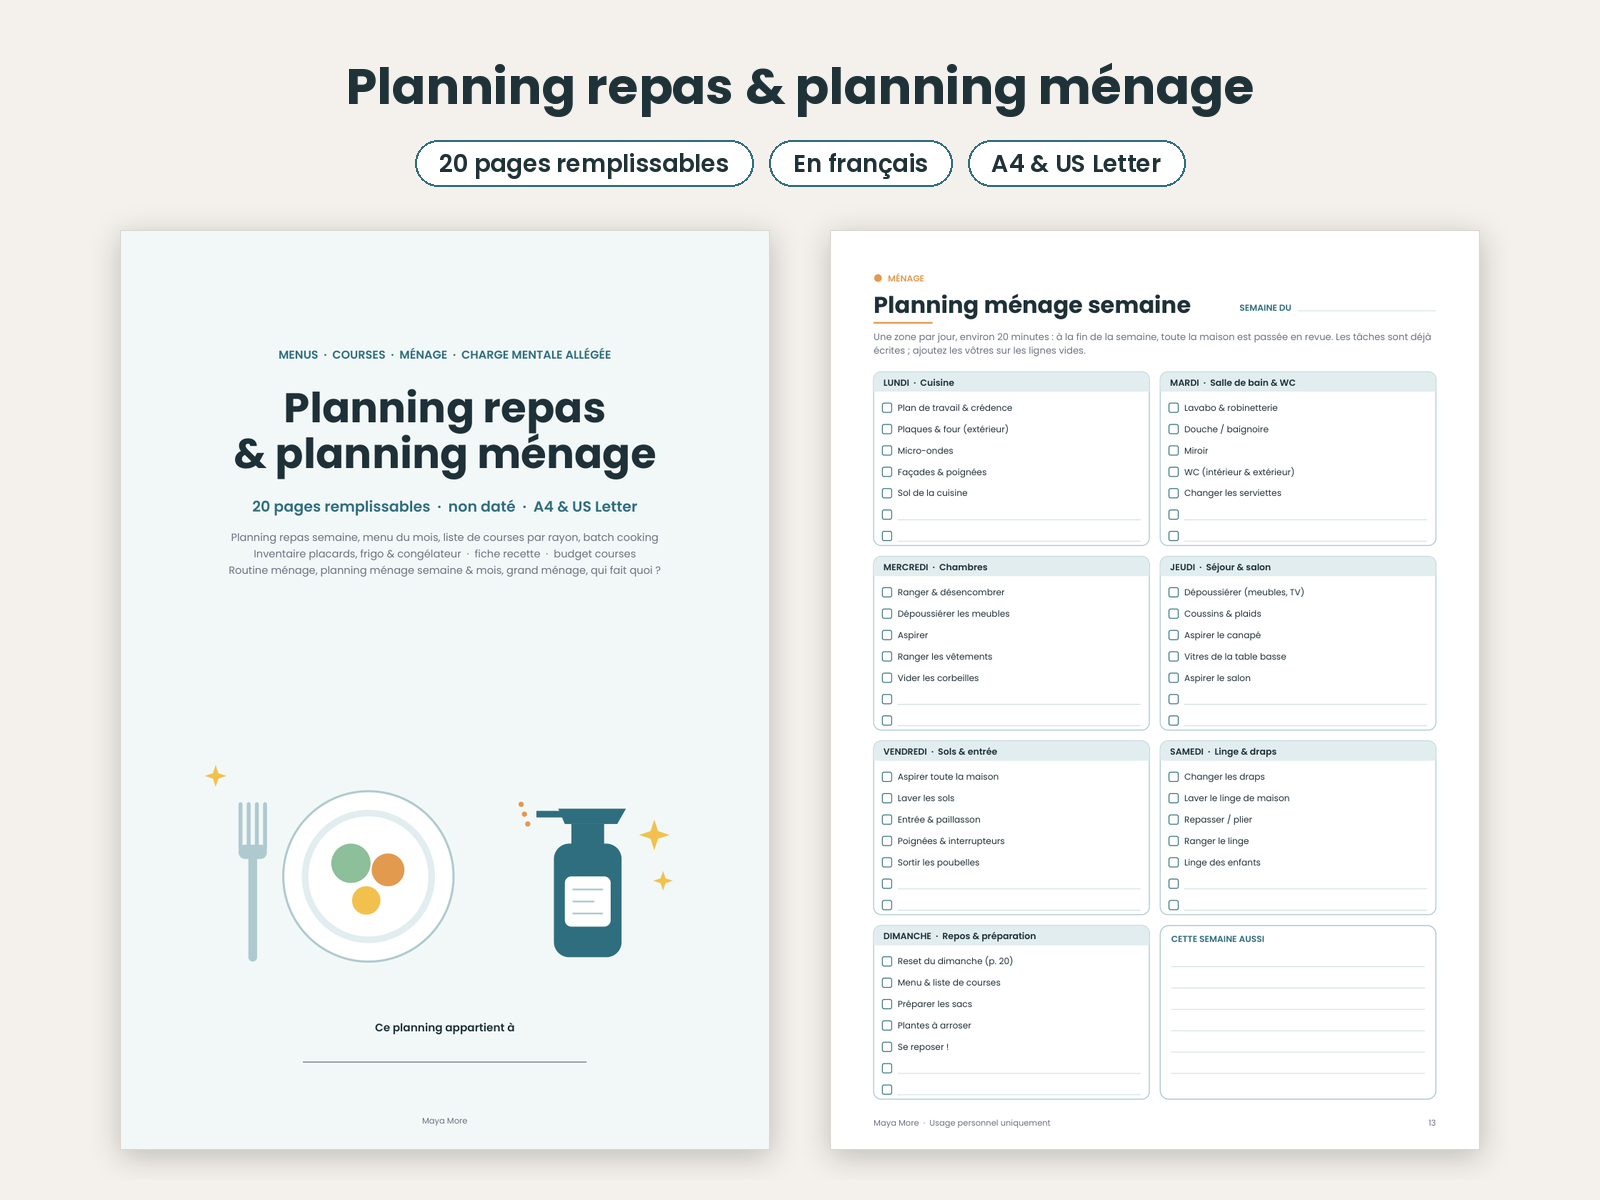 Planning repas & planning ménage
20 pages remplissables
En français
A4 & US Letter
MENUS · COURSES · MÉNAGE · CHARGE MENTALE ALLÉGÉE
Planning repas
& planning ménage
20 pages remplissables · non daté · A4 & US Letter
Planning repas semaine, menu du mois, liste de courses par rayon, batch cooking
Inventaire placards, frigo & congélateur · fiche recette · budget courses
Routine ménage, planning ménage semaine & mois, grand ménage, qui fait quoi ?
Ce planning appartient à
Maya More
MÉNAGE
Planning ménage semaine
SEMAINE DU
Une zone par jour, environ 20 minutes : à la fin de la semaine, toute la maison est passée en revue. Les tâches sont déjà
écrites ; ajoutez les vôtres sur les lignes vides.
LUNDI · Cuisine
Plan de travail & crédence
Plaques & four (extérieur)
Micro-ondes
Façades & poignées
Sol de la cuisine
MARDI · Salle de bain & WC
Lavabo & robinetterie
Douche / baignoire
Miroir
WC (intérieur & extérieur)
Changer les serviettes
MERCREDI · Chambres
Ranger & désencombrer
Dépoussiérer les meubles
Aspirer
Ranger les vêtements
Vider les corbeilles
JEUDI · Séjour & salon
Dépoussiérer (meubles, TV)
Coussins & plaids
Aspirer le canapé
Vitres de la table basse
Aspirer le salon
VENDREDI · Sols & entrée
Aspirer toute la maison
Laver les sols
Entrée & paillasson
Poignées & interrupteurs
Sortir les poubelles
SAMEDI · Linge & draps
Changer les draps
Laver le linge de maison
Repasser / plier
Ranger le linge
Linge des enfants
DIMANCHE · Repos & préparation
Reset du dimanche (p. 20)
Menu & liste de courses
Préparer les sacs
Plantes à arroser
Se reposer !
CETTE SEMAINE AUSSI
Maya More · Usage personnel uniquement
13